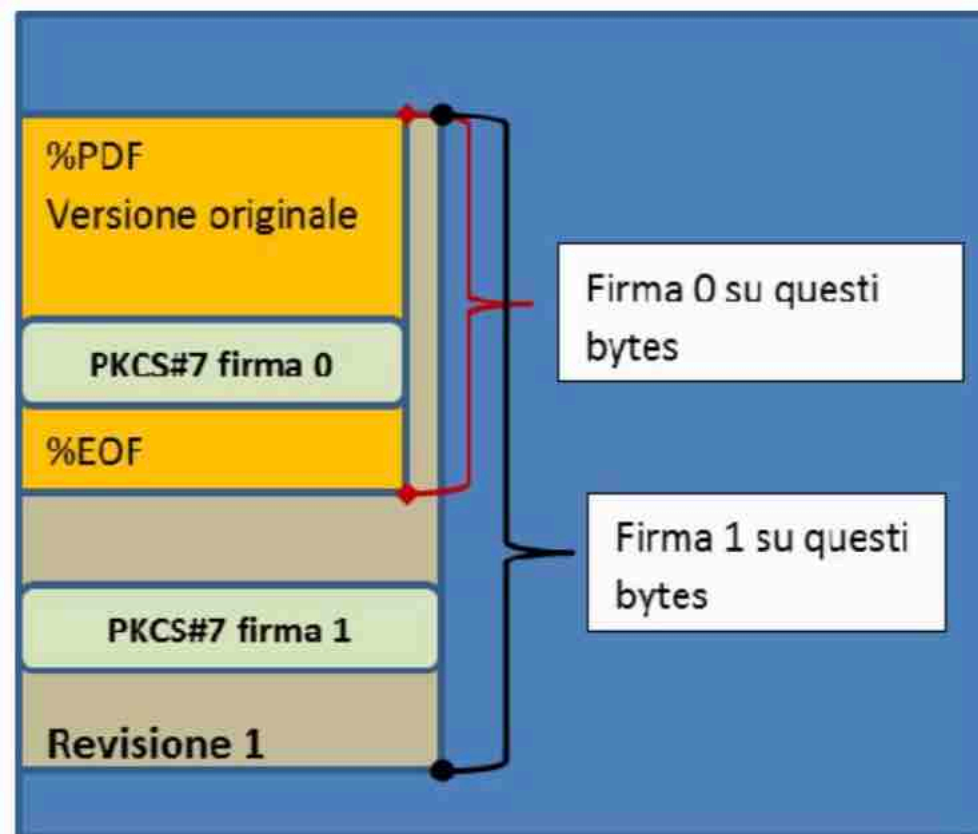 %PDF
Versione originale
Firma 0 su questi
bytes
PKCS#7 firma 0
%EOF
Firma 1 su questi
bytes
PKCS#7 firma 1
Revisione 1